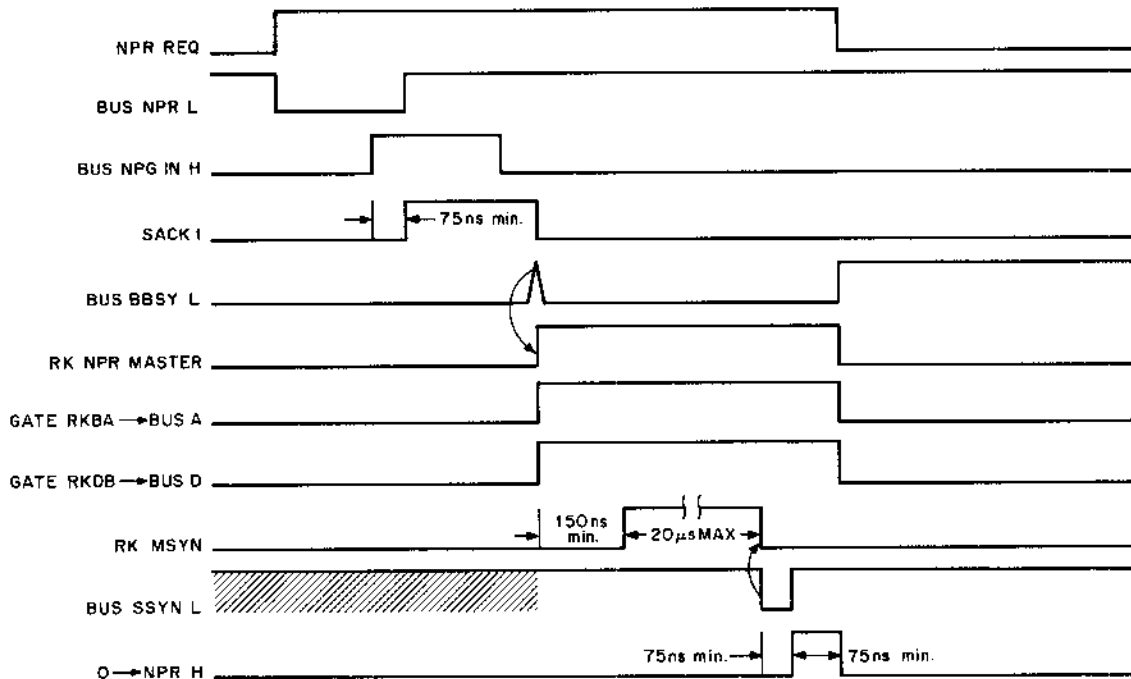 NPR REQ
BUS NPR L
BUS NPG IN H
75ns min.
SACK 1
BUS BBSY L
RK NPR MASTER
GATE RKBA→BUS A
GATE RKDB→BUS D
150ns
min.
20µs MAX
RK MSYN
BUS SSYN L
75ns min.
75ns min.
0→NPR H